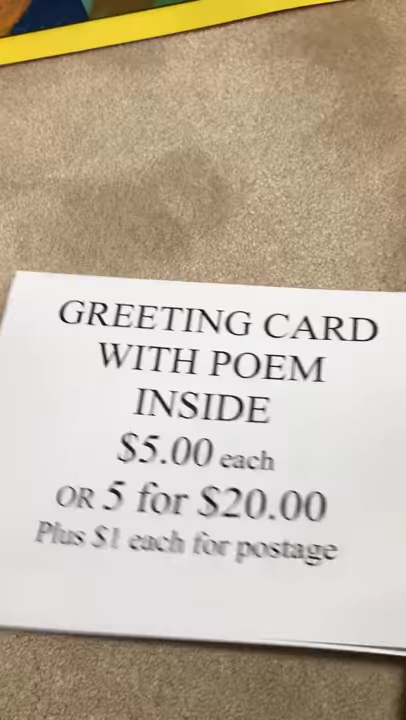 GREETING CARD
WITH POEM
INSIDE
$5.00 each
OR 5 for $20.00
Plus $1 each for postage